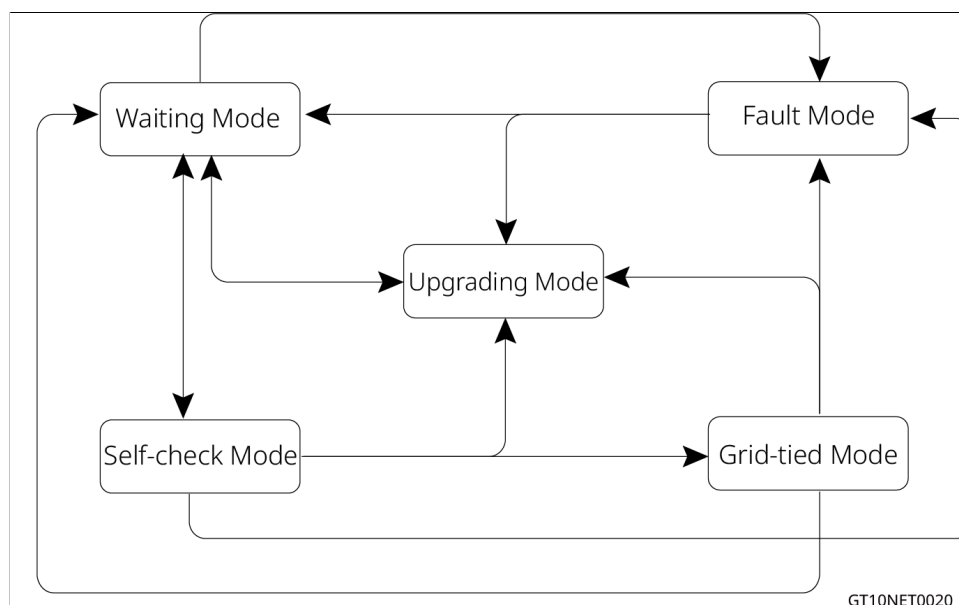 Waiting Mode
Fault Mode
Upgrading Mode
Self-check Mode
Grid-tied Mode
GT10NET0020